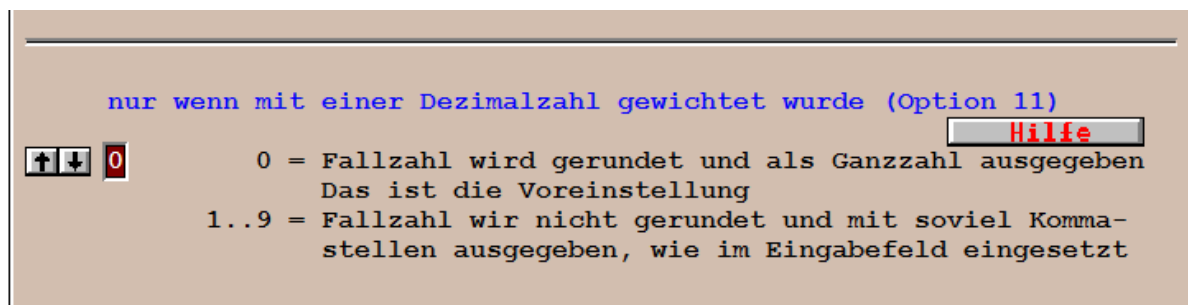 nur wenn mit einer Dezimalzahl gewichtet wurde (Option 11)
Hilfe
0 0 = Fallzahl wird gerundet und als Ganzzahl ausgegeben
Das ist die Voreinstellung
1..9 = Fallzahl wir nicht gerundet und mit soviel Komma-
stellen ausgegeben, wie im Eingabefeld eingesetzt